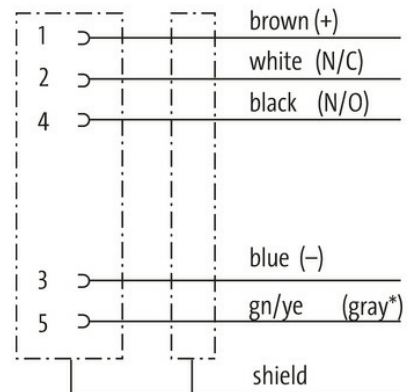 1 brown (+)
2 white (N/C)
4 black (N/O)
3 blue (–)
5 gn/ye (gray*)
shield